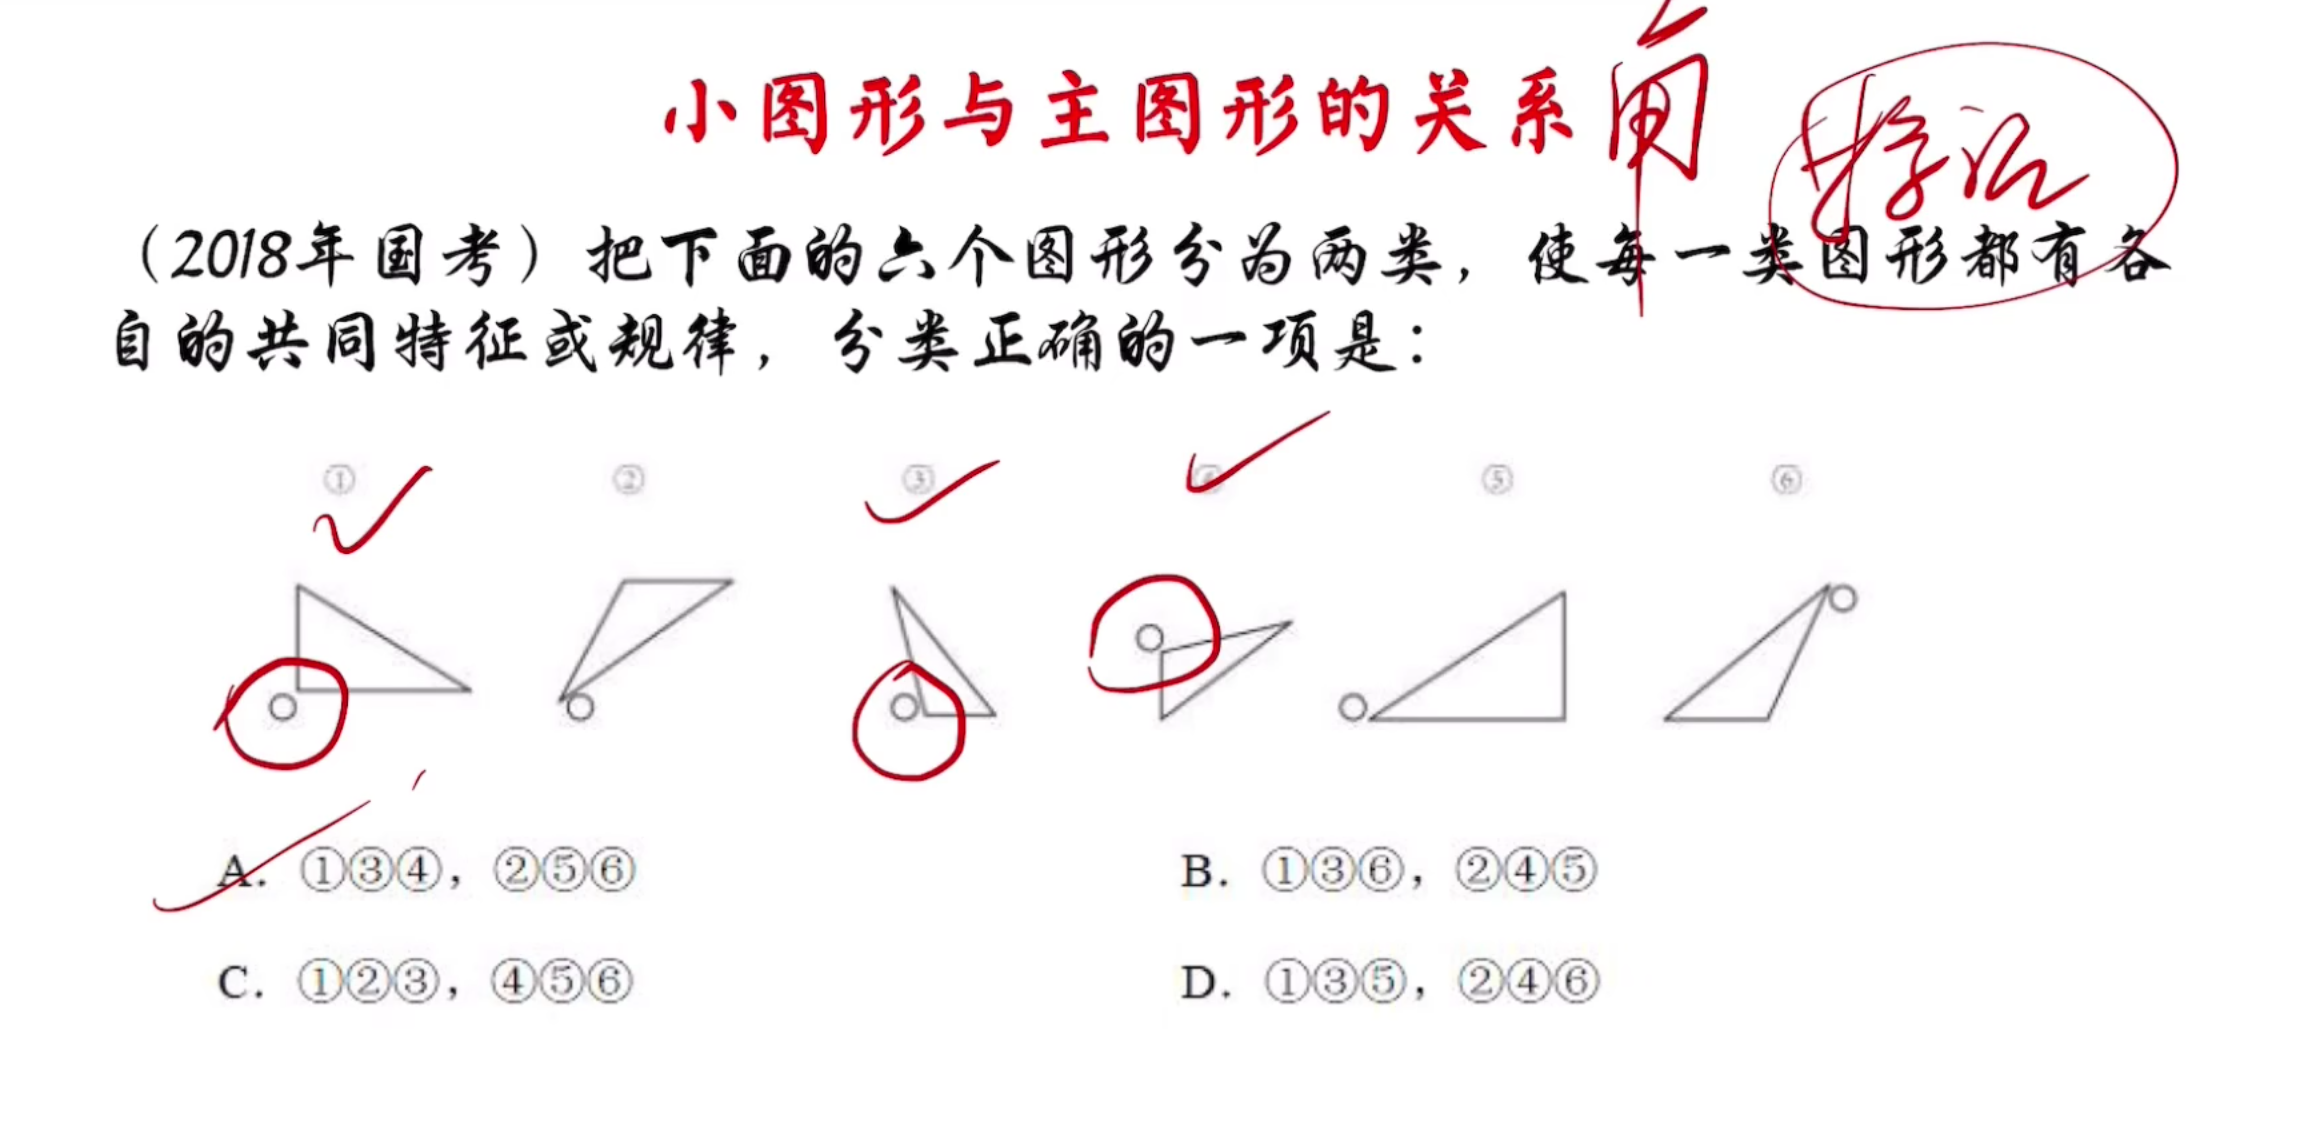 小图形与主图形的关系
(2018年国考)把下面的六个图形分为两类,使每一类图形都有各
自的共同特征或规律,分类正确的一项是:
① ② ③ ④ ⑤ ⑥
A. ①③④,②⑤⑥
B. ①③⑥,②④⑤
C. ①②③,④⑤⑥
D. ①③⑤,②④⑥